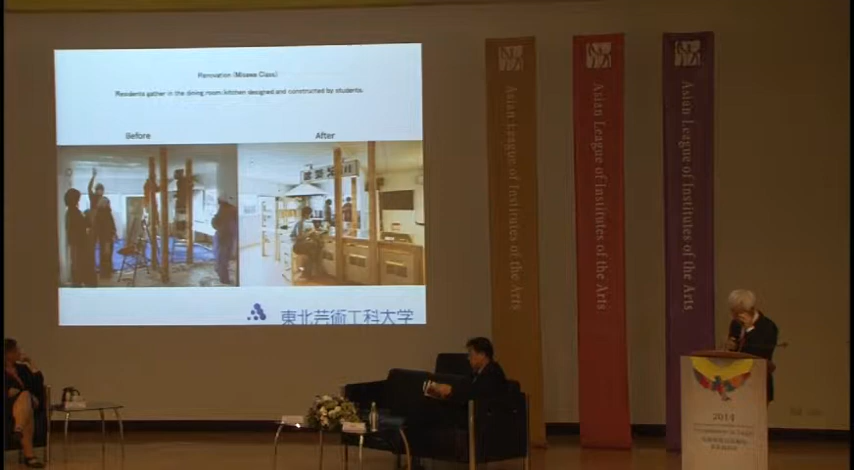 Renovation (Misawa Class)
Residents gather in the dining room kitchen designed and constructed by students.
Before
After
東北芸術工科大学
Asian League of Institutes of the Arts
Asian League of Institutes of the Arts
Asian League of Institutes of the Arts
2014